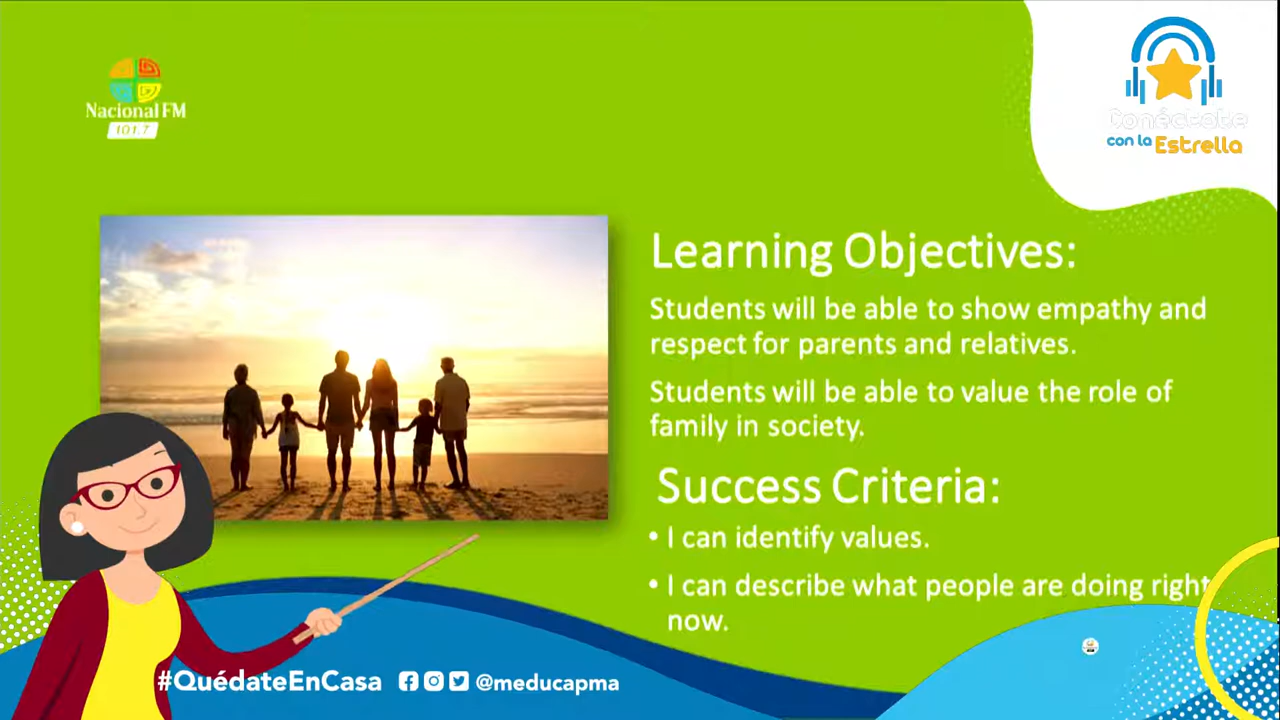 Nacional FM
101.7
Conéctate
con la Estrella
Learning Objectives:
Students will be able to show empathy and
respect for parents and relatives.
Students will be able to value the role of
family in society.
Success Criteria:
• I can identify values.
• I can describe what people are doing right
now.
#QuédateEnCasa @meducapma